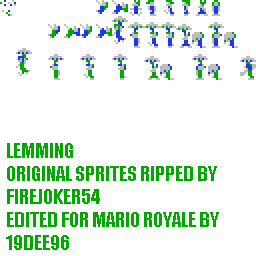 LEMMING
ORIGINAL SPRITES RIPPED BY
FIREJOKER54
EDITED FOR MARIO ROYALE BY
19DEE96